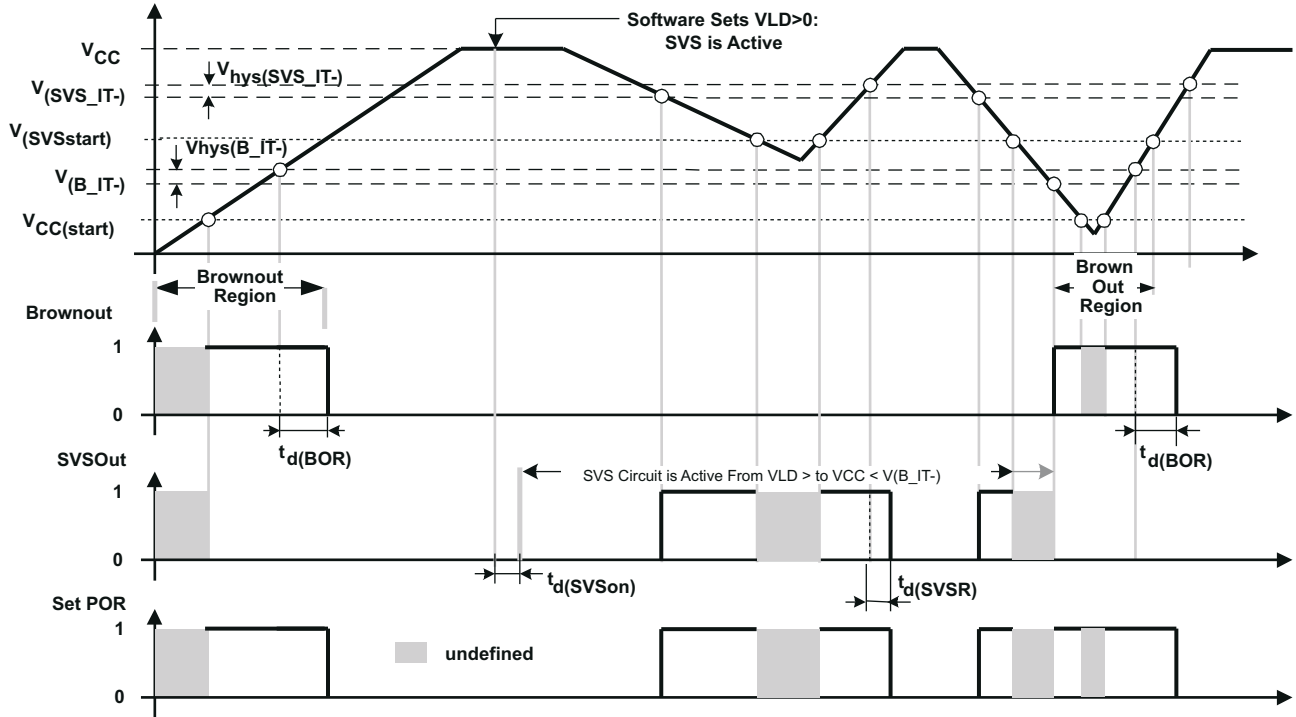 Software Sets VLD>0:
SVS is Active
VCC
Vhys(SVS_IT-)
V(SVS_IT-)
V(SVSstart)
Vhys(B_IT-)
V(B_IT-)
VCC(start)
Brownout
Region
Brown
Out
Region
Brownout
1
0
td(BOR)
td(BOR)
SVSOut
SVS Circuit is Active From VLD > to VCC < V(B_IT-)
1
0
td(SVSon)
td(SVSR)
Set POR
1
undefined
0